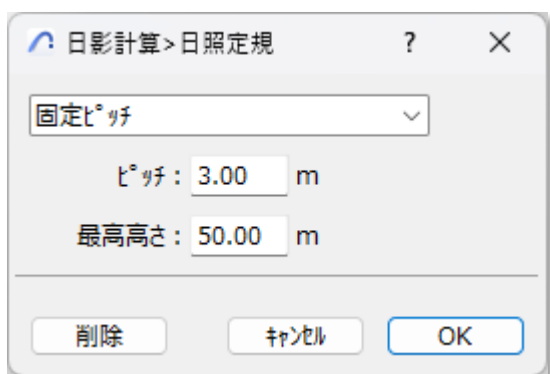 日影計算>日照定規 ?
固定ﾋﾟｯﾁ
ﾋﾟｯﾁ : 3.00 m
最高高さ : 50.00 m
削除 ｷｬﾝｾﾙ OK